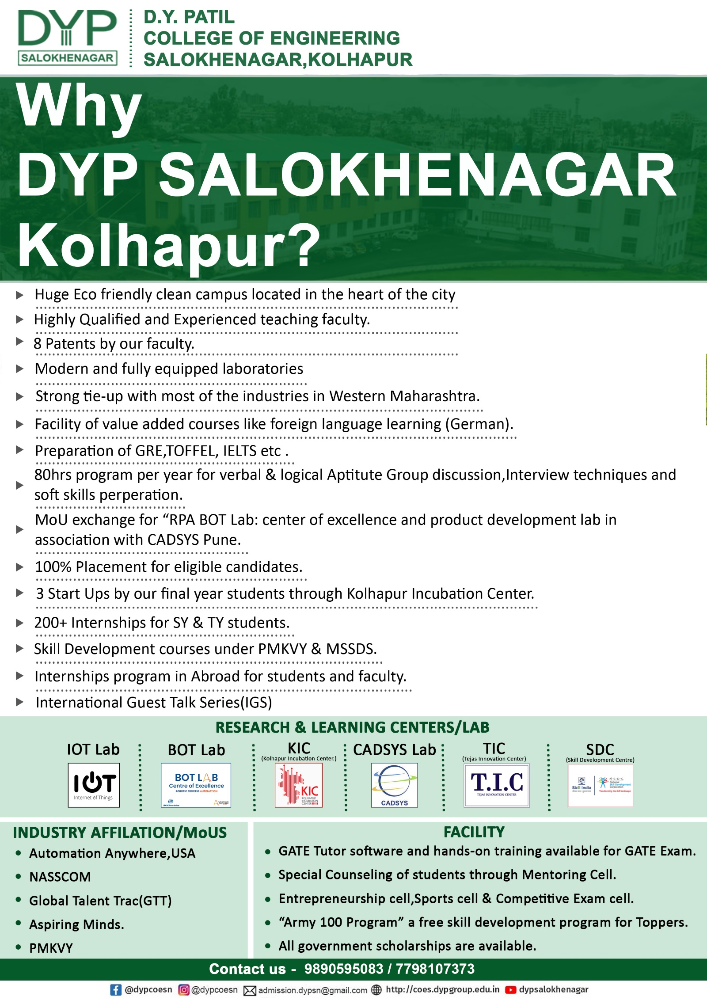 DYP
SALOKHENAGAR
D.Y. PATIL
COLLEGE OF ENGINEERING
SALOKHENAGAR,KOLHAPUR
Why
DYP SALOKHENAGAR
Kolhapur?
Huge Eco friendly clean campus located in the heart of the city
Highly Qualified and Experienced teaching faculty.
8 Patents by our faculty.
Modern and fully equipped laboratories
Strong tie-up with most of the industries in Western Maharashtra.
Facility of value added courses like foreign language learning (German).
Preparation of GRE,TOFFEL, IELTS etc .
80hrs program per year for verbal & logical Aptitute Group discussion,Interview techniques and
soft skills perperation.
MoU exchange for “RPA BOT Lab: center of excellence and product development lab in
association with CADSYS Pune.
100% Placement for eligible candidates.
3 Start Ups by our final year students through Kolhapur Incubation Center.
200+ Internships for SY & TY students.
Skill Development courses under PMKVY & MSSDS.
Internships program in Abroad for students and faculty.
International Guest Talk Series(IGS)
RESEARCH & LEARNING CENTERS/LAB
IOT Lab
IOT
Internet of Things
BOT Lab
BOT LAB
Centre of Excellence
ROBOTIC PROCESS AUTOMATION
KIC
(Kolhapur Incubation Center.)
KIC
KOLHAPUR
INCUBATION
CENTER
CADSYS Lab
CADSYS
TIC
(Tejas Innovation Center)
T.I.C
TEJAS INNOVATION CENTER
SDC
(Skill Development Centre)
Skill India
N·S·D·C
National
Skill Development
Corporation
Transforming the skill landscape
INDUSTRY AFFILATION/MoUS
Automation Anywhere,USA
NASSCOM
Global Talent Trac(GTT)
Aspiring Minds.
PMKVY
FACILITY
GATE Tutor software and hands-on training available for GATE Exam.
Special Counseling of students through Mentoring Cell.
Entrepreneurship cell,Sports cell & Competitive Exam cell.
“Army 100 Program” a free skill development program for Toppers.
All government scholarships are available.
Contact us - 9890595083 / 7798107373
@dypcoesn @dypcoesn admission.dypsn@gmail.com http://coes.dypgroup.edu.in dypsalokhenagar